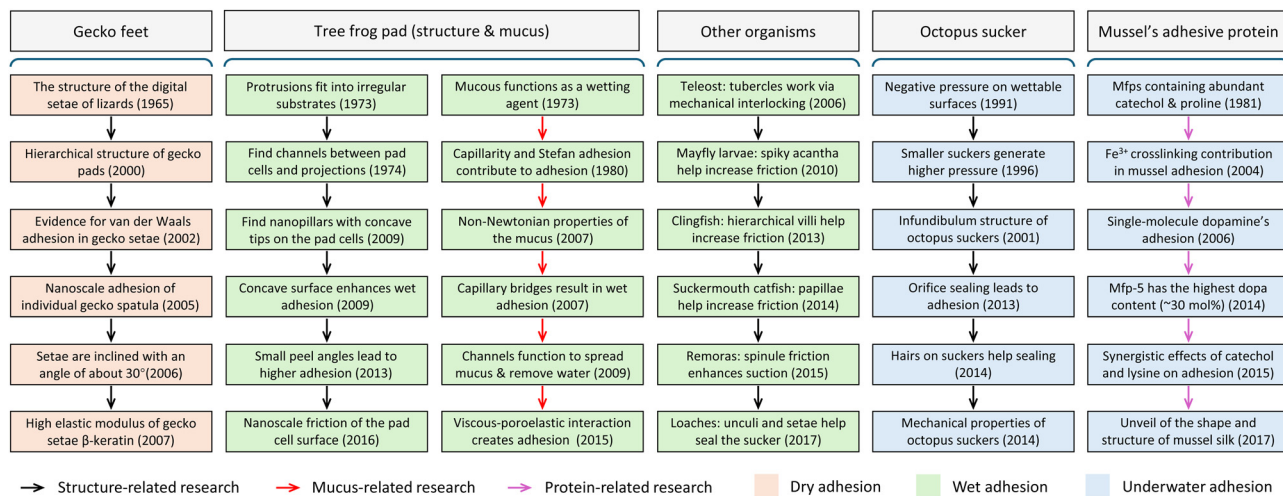 Gecko feet
Tree frog pad (structure & mucus)
Other organisms
Octopus sucker
Mussel's adhesive protein
The structure of the digital
setae of lizards (1965)
Hierarchical structure of gecko
pads (2000)
Evidence for van der Waals
adhesion in gecko setae (2002)
Nanoscale adhesion of
individual gecko spatula (2005)
Setae are inclined with an
angle of about 30°(2006)
High elastic modulus of gecko
setae β-keratin (2007)
Protrusions fit into irregular
substrates (1973)
Find channels between pad
cells and projections (1974)
Find nanopillars with concave
tips on the pad cells (2009)
Concave surface enhances wet
adhesion (2009)
Small peel angles lead to
higher adhesion (2013)
Nanoscale friction of the pad
cell surface (2016)
Mucous functions as a wetting
agent (1973)
Capillarity and Stefan adhesion
contribute to adhesion (1980)
Non-Newtonian properties of
the mucus (2007)
Capillary bridges result in wet
adhesion (2007)
Channels function to spread
mucus & remove water (2009)
Viscous-poroelastic interaction
creates adhesion (2015)
Teleost: tubercles work via
mechanical interlocking (2006)
Mayfly larvae: spiky acantha
help increase friction (2010)
Clingfish: hierarchical villi help
increase friction (2013)
Suckermouth catfish: papillae
help increase friction (2014)
Remoras: spinule friction
enhances suction (2015)
Loaches: unculi and setae help
seal the sucker (2017)
Negative pressure on wettable
surfaces (1991)
Smaller suckers generate
higher pressure (1996)
Infundibulum structure of
octopus suckers (2001)
Orifice sealing leads to
adhesion (2013)
Hairs on suckers help sealing
(2014)
Mechanical properties of
octopus suckers (2014)
Mfps containing abundant
catechol & proline (1981)
Fe³⁺ crosslinking contribution
in mussel adhesion (2004)
Single-molecule dopamine's
adhesion (2006)
Mfp-5 has the highest dopa
content (~30 mol%) (2014)
Synergistic effects of catechol
and lysine on adhesion (2015)
Unveil of the shape and
structure of mussel silk (2017)
Structure-related research
Mucus-related research
Protein-related research
Dry adhesion
Wet adhesion
Underwater adhesion